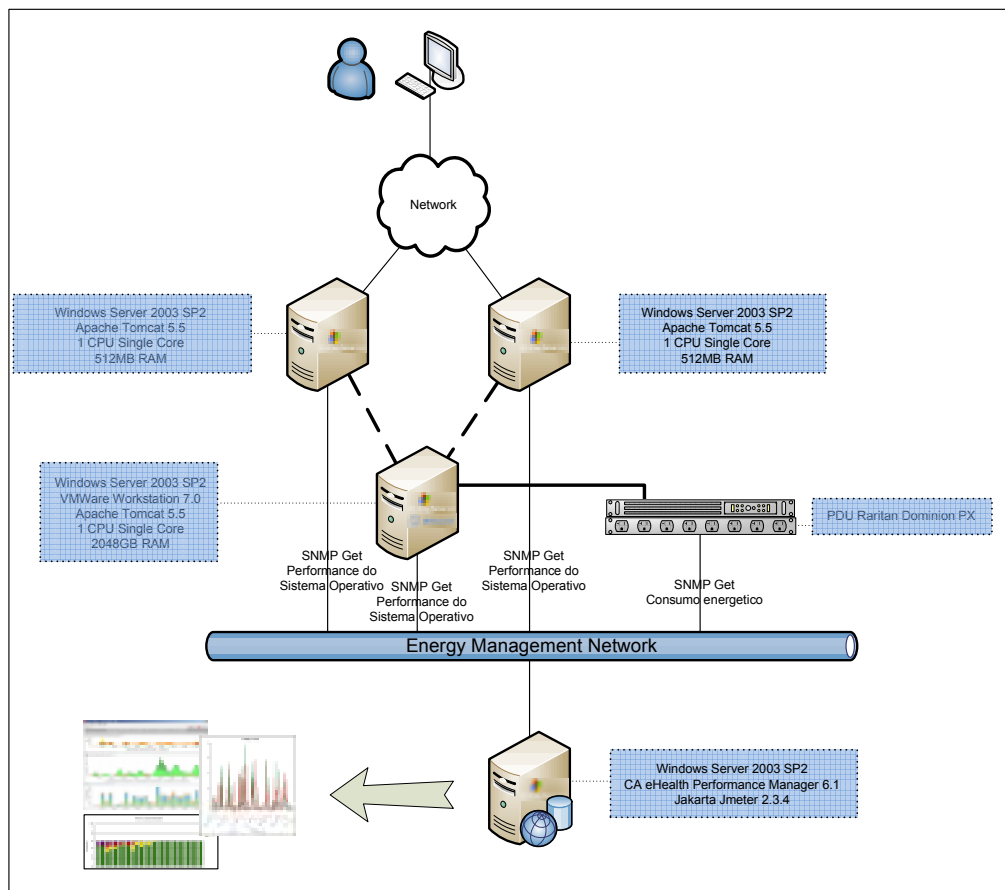 Network
Windows Server 2003 SP2
Apache Tomcat 5.5
1 CPU Single Core
512MB RAM
Windows Server 2003 SP2
Apache Tomcat 5.5
1 CPU Single Core
512MB RAM
Windows Server 2003 SP2
VMWare Workstation 7.0
Apache Tomcat 5.5
1 CPU Single Core
2048GB RAM
PDU Raritan Dominion PX
SNMP Get
Performance do
Sistema Operativo
SNMP Get
Performance do
Sistema Operativo
SNMP Get
Performance do
Sistema Operativo
SNMP Get
Consumo energetico
Energy Management Network
Windows Server 2003 SP2
CA eHealth Performance Manager 6.1
Jakarta Jmeter 2.3.4